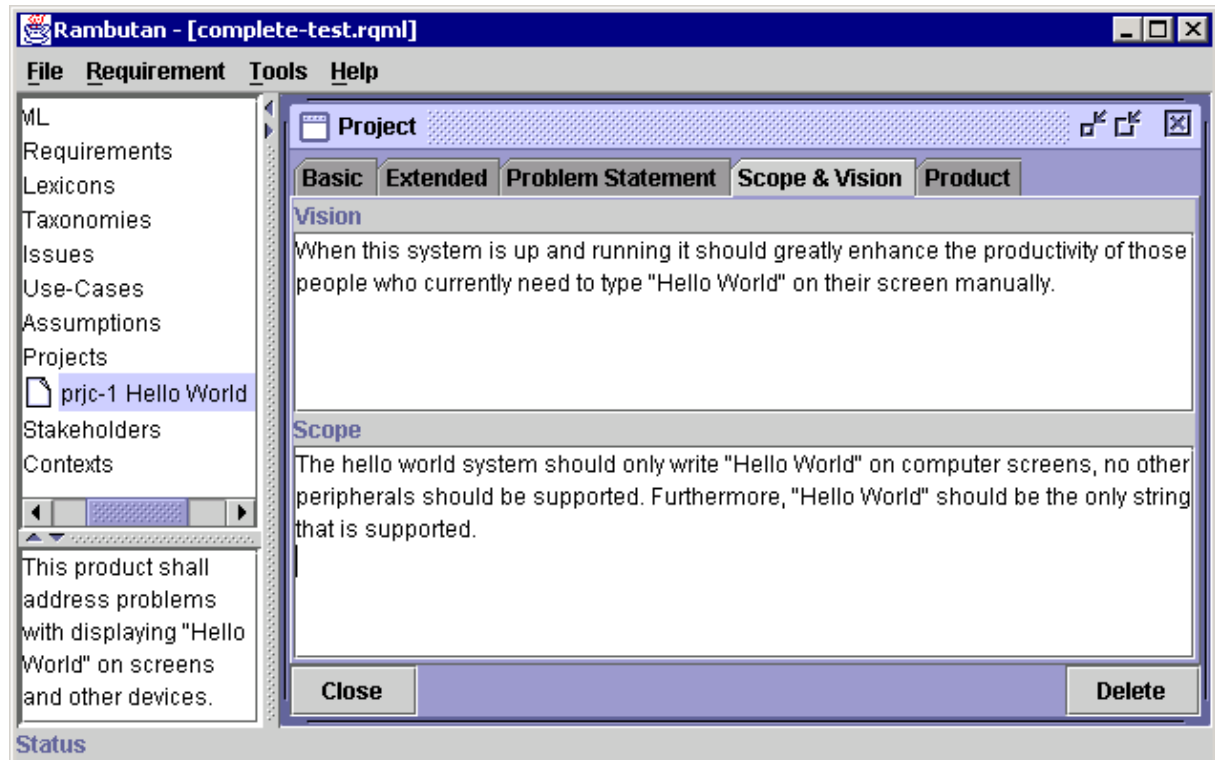 Rambutan - [complete-test.rqml]
File Requirement Tools Help
ML
Requirements
Lexicons
Taxonomies
Issues
Use-Cases
Assumptions
Projects
prjc-1 Hello World
Stakeholders
Contexts
This product shall
address problems
with displaying "Hello
World" on screens
and other devices.
Project
Basic Extended Problem Statement Scope & Vision Product
Vision
When this system is up and running it should greatly enhance the productivity of those
people who currently need to type "Hello World" on their screen manually.
Scope
The hello world system should only write "Hello World" on computer screens, no other
peripherals should be supported. Furthermore, "Hello World" should be the only string
that is supported.
Close Delete
Status